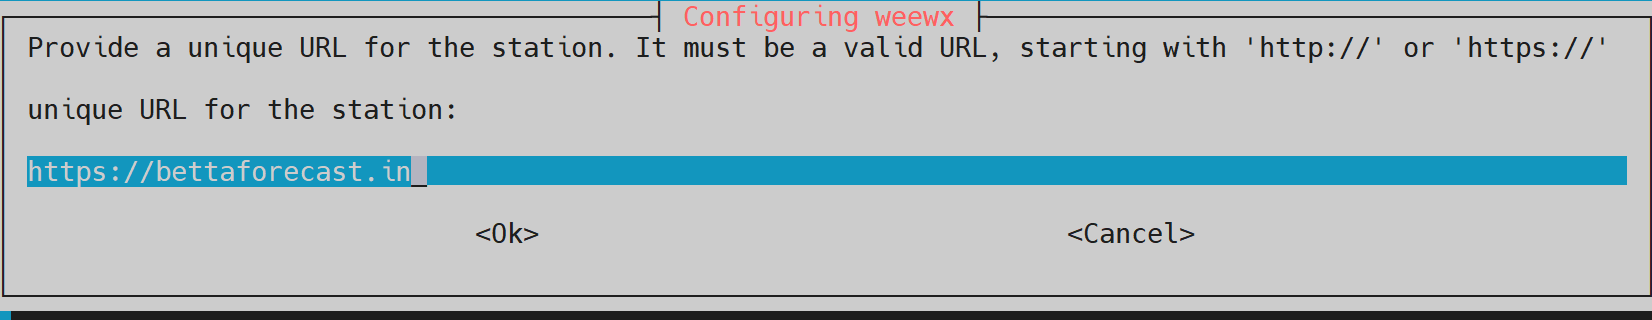 Configuring weewx
Provide a unique URL for the station. It must be a valid URL, starting with 'http://' or 'https://'
unique URL for the station:
https://bettaforecast.in
<Ok> <Cancel>